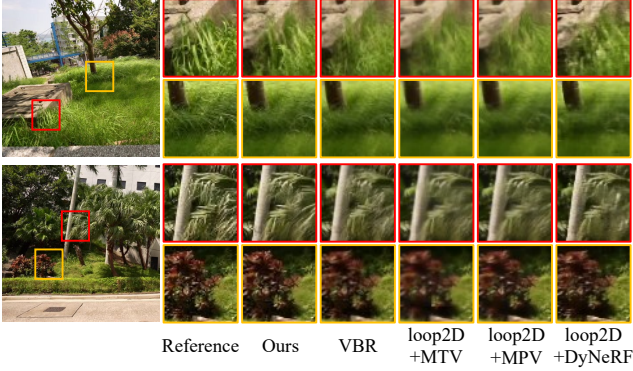 Reference
Ours
VBR
loop2D
+MTV
loop2D
+MPV
loop2D
+DyNeRF